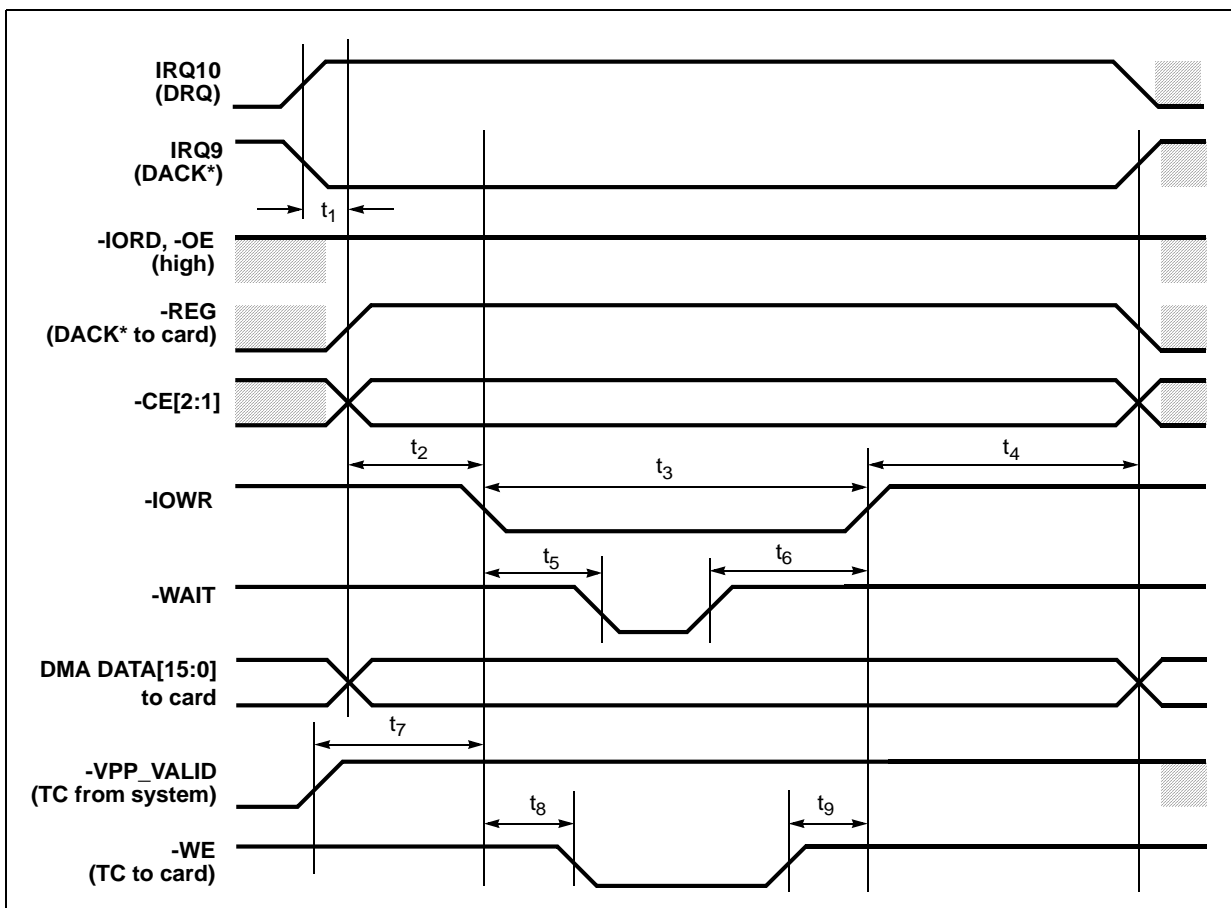 IRQ10
(DRQ)
IRQ9
(DACK*)
t1
-IORD, -OE
(high)
-REG
(DACK* to card)
-CE[2:1]
t2
t3
t4
-IOWR
t5
t6
-WAIT
DMA DATA[15:0]
to card
t7
-VPP_VALID
(TC from system)
t8
t9
-WE
(TC to card)